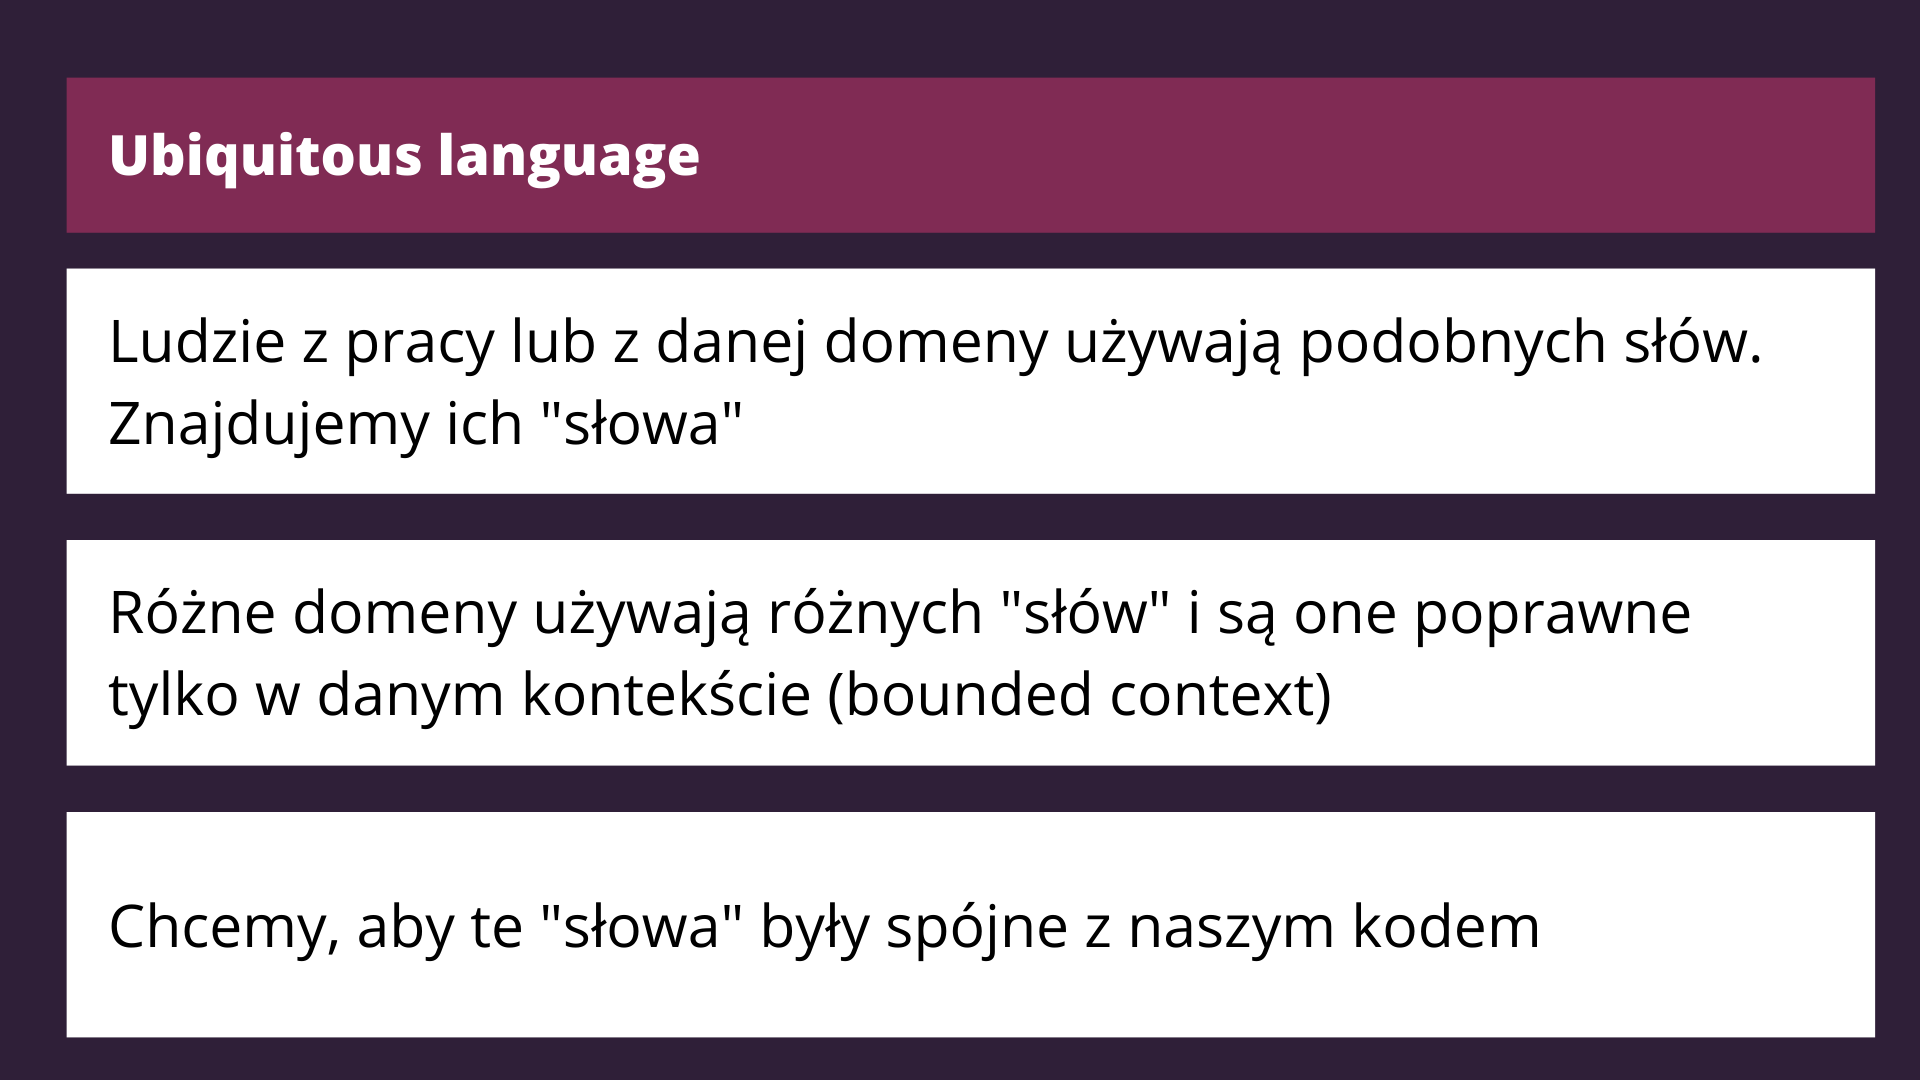 Ubiquitous language
Ludzie z pracy lub z danej domeny używają podobnych słów.
Znajdujemy ich "słowa"
Różne domeny używają różnych "słów" i są one poprawne
tylko w danym kontekście (bounded context)
Chcemy, aby te "słowa" były spójne z naszym kodem